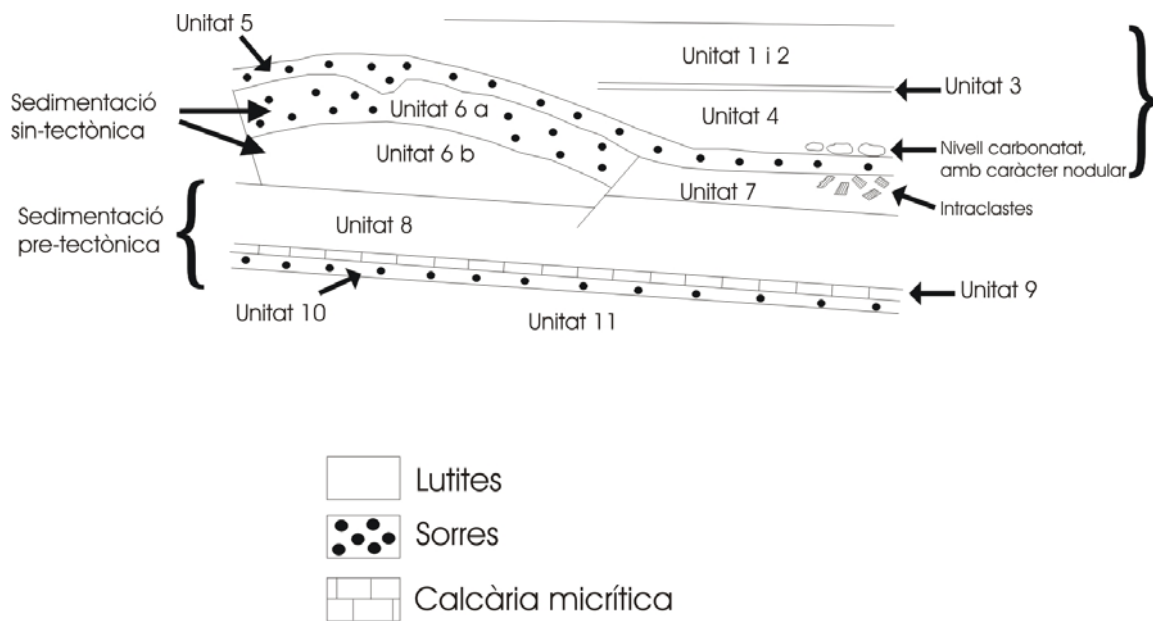 Unitat 5
Unitat 1 i 2
Unitat 3
Sedimentació
sin-tectònica
Unitat 6 a
Unitat 4
Unitat 6 b
Nivell carbonatat,
amb caràcter nodular
Unitat 7
Intraclastes
Sedimentació
pre-tectònica
Unitat 8
Unitat 9
Unitat 10
Unitat 11
Lutites
Sorres
Calcària micrítica